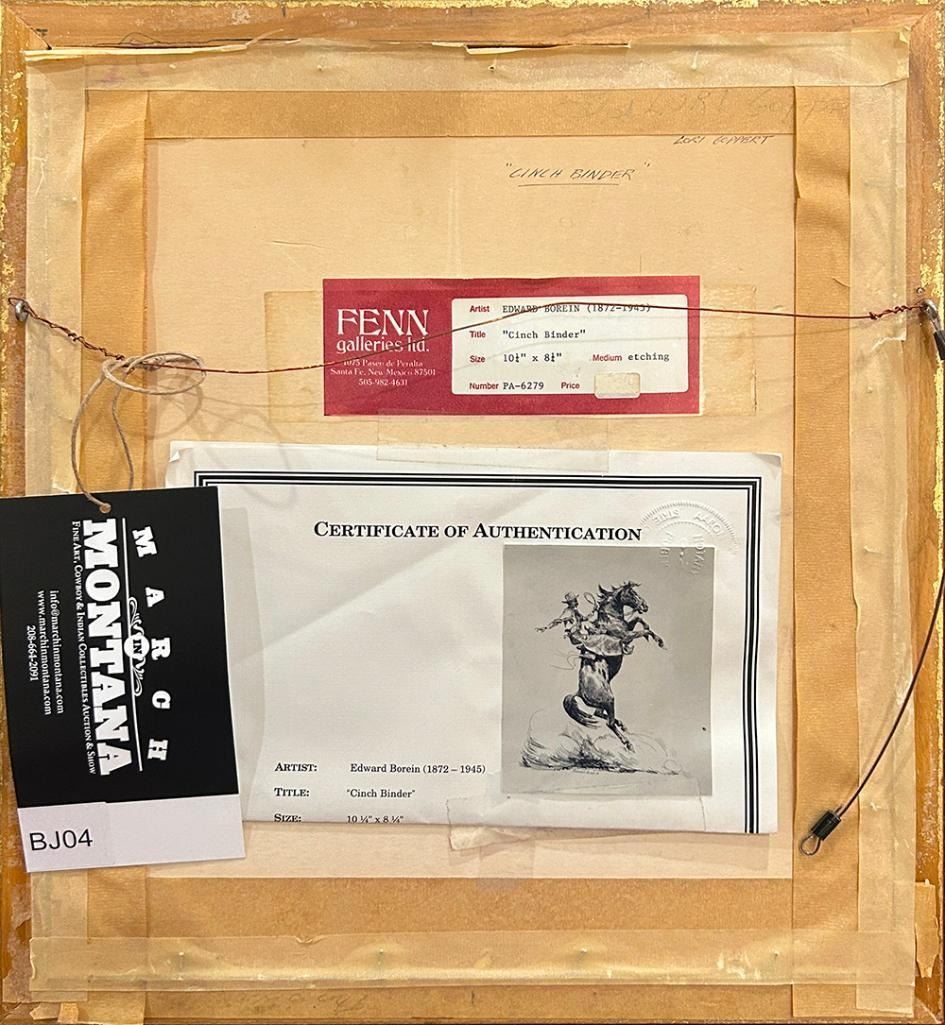 LORI GOPPERT
"CINCH BINDER"
FENN
galleries ltd.
1075 Paseo de Peralta
Santa Fe, New Mexico 87501
505-982-4631
Artist EDWARD BOREIN (1872-1945)
Title "Cinch Binder"
Size 10¼" x 8¼" Medium etching
Number PA-6279 Price
CERTIFICATE OF AUTHENTICATION
ARTIST: Edward Borein (1872 – 1945)
TITLE: "Cinch Binder"
SIZE: 10 ¼" x 8 ¼"
MARCH
IN
MONTANA
FINE ART, COWBOY & INDIAN COLLECTIBLES AUCTION & SHOW
info@marchinmontana.com
www.marchinmontana.com
208-664-2091
BJ04